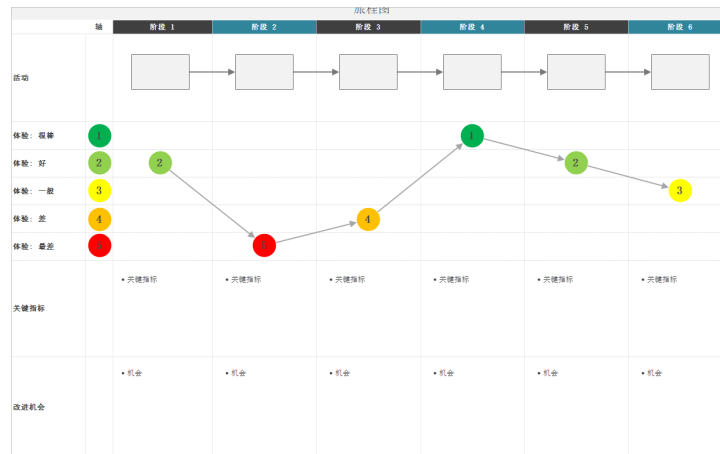 旅程图
轴 阶段 1 阶段 2 阶段 3 阶段 4 阶段 5 阶段 6
活动
体验: 很棒 1 1
体验: 好 2 2 2
体验: 一般 3 3
体验: 差 4 4
体验: 最差 5 5
• 关键指标 • 关键指标 • 关键指标 • 关键指标 • 关键指标 • 关键指标
关键指标
• 机会 • 机会 • 机会 • 机会 • 机会 • 机会
改进机会